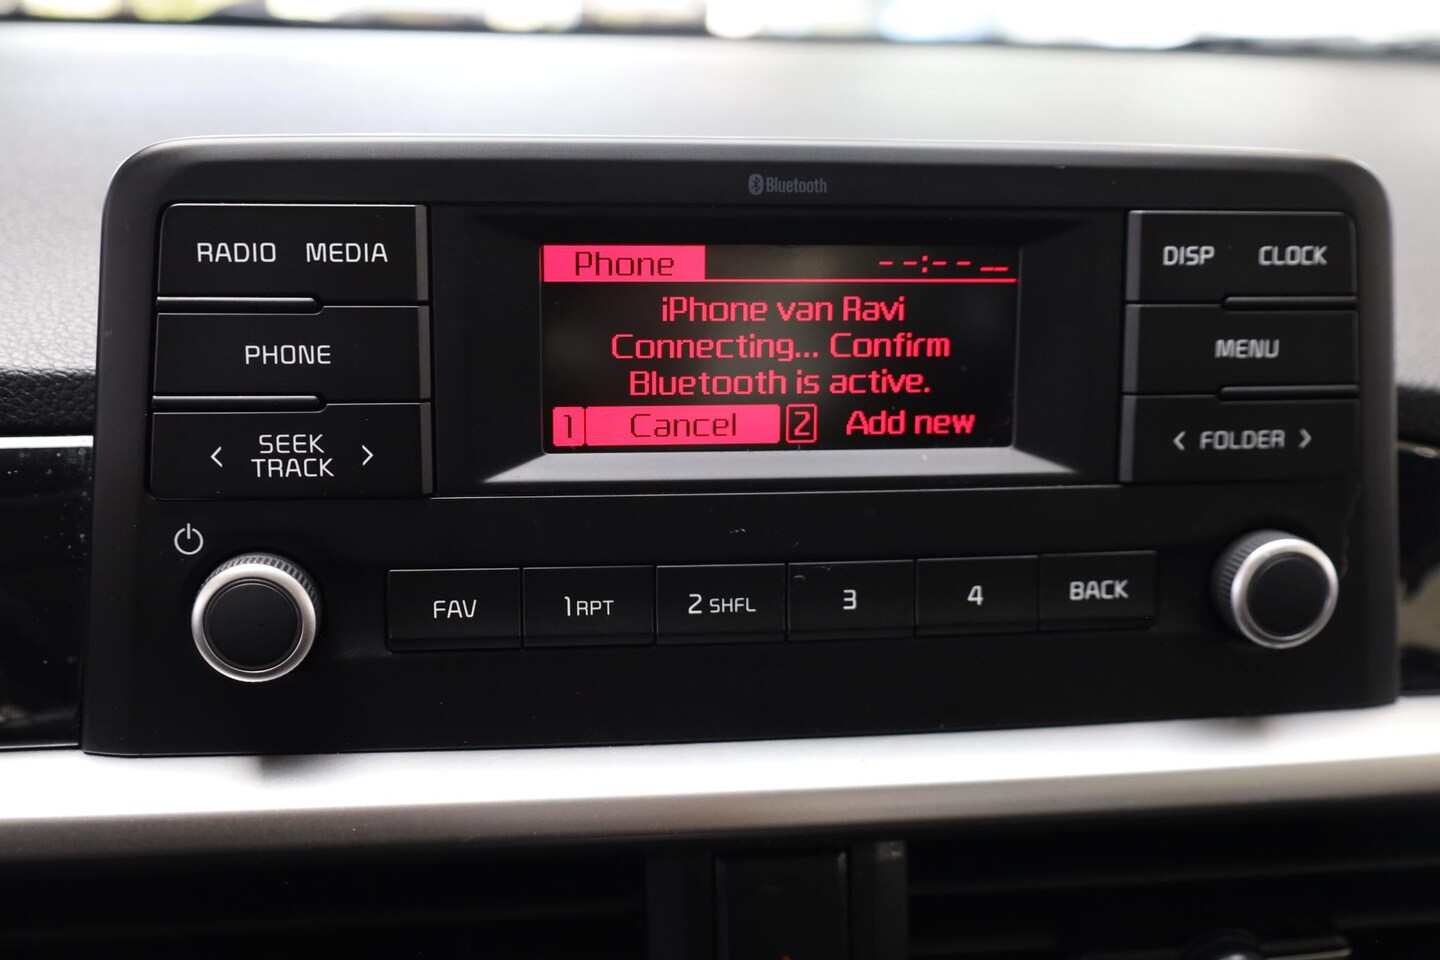 Bluetooth
RADIO MEDIA
PHONE
< SEEK TRACK >
Phone --:-- --
iPhone van Ravi
Connecting... Confirm
Bluetooth is active.
1 Cancel 2 Add new
DISP CLOCK
MENU
< FOLDER >
FAV 1 RPT 2 SHFL 3 4 BACK